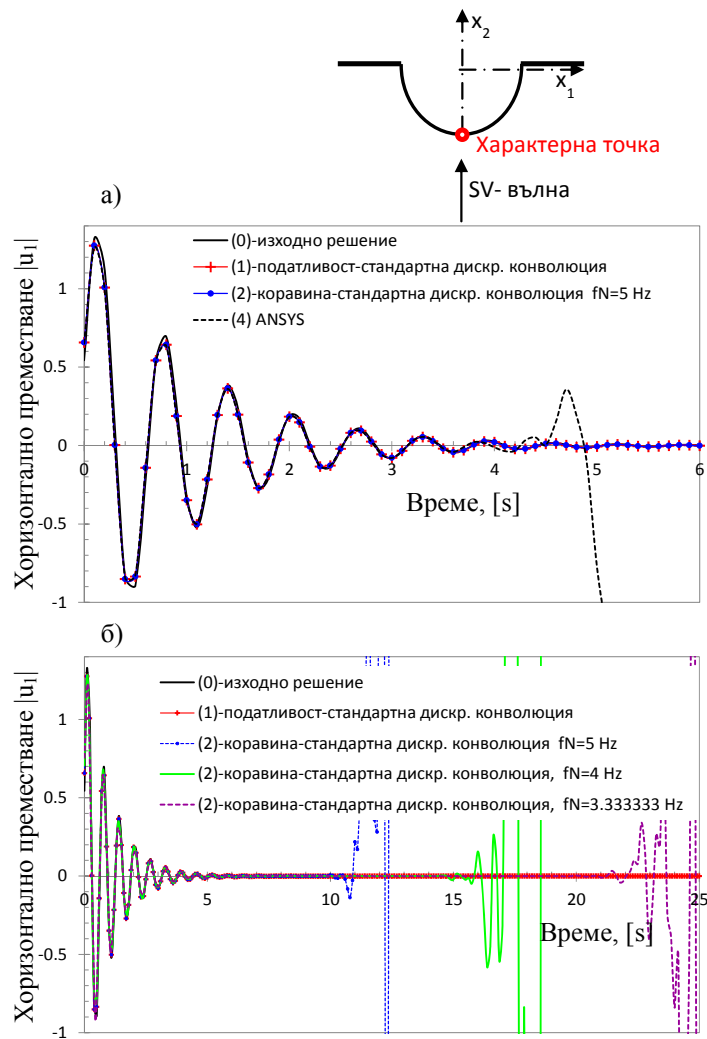 x2
x1
Характерна точка
SV- вълна
а)
Хоризонтално преместване |u1|
(0)-изходно решение
(1)-податливост-стандартна дискр. конволюция
(2)-коравина-стандартна дискр. конволюция fN=5 Hz
(4) ANSYS
1
0.5
0
-0.5
-1
0 1 2 3 4 5 6
Време, [s]
б)
Хоризонтално преместване |u1|
(0)-изходно решение
(1)-податливост-стандартна дискр. конволюция
(2)-коравина-стандартна дискр. конволюция fN=5 Hz
(2)-коравина-стандартна дискр. конволюция, fN=4 Hz
(2)-коравина-стандартна дискр. конволюция, fN=3.333333 Hz
1
0.5
0
-0.5
-1
0 5 10 15 20 25
Време, [s]